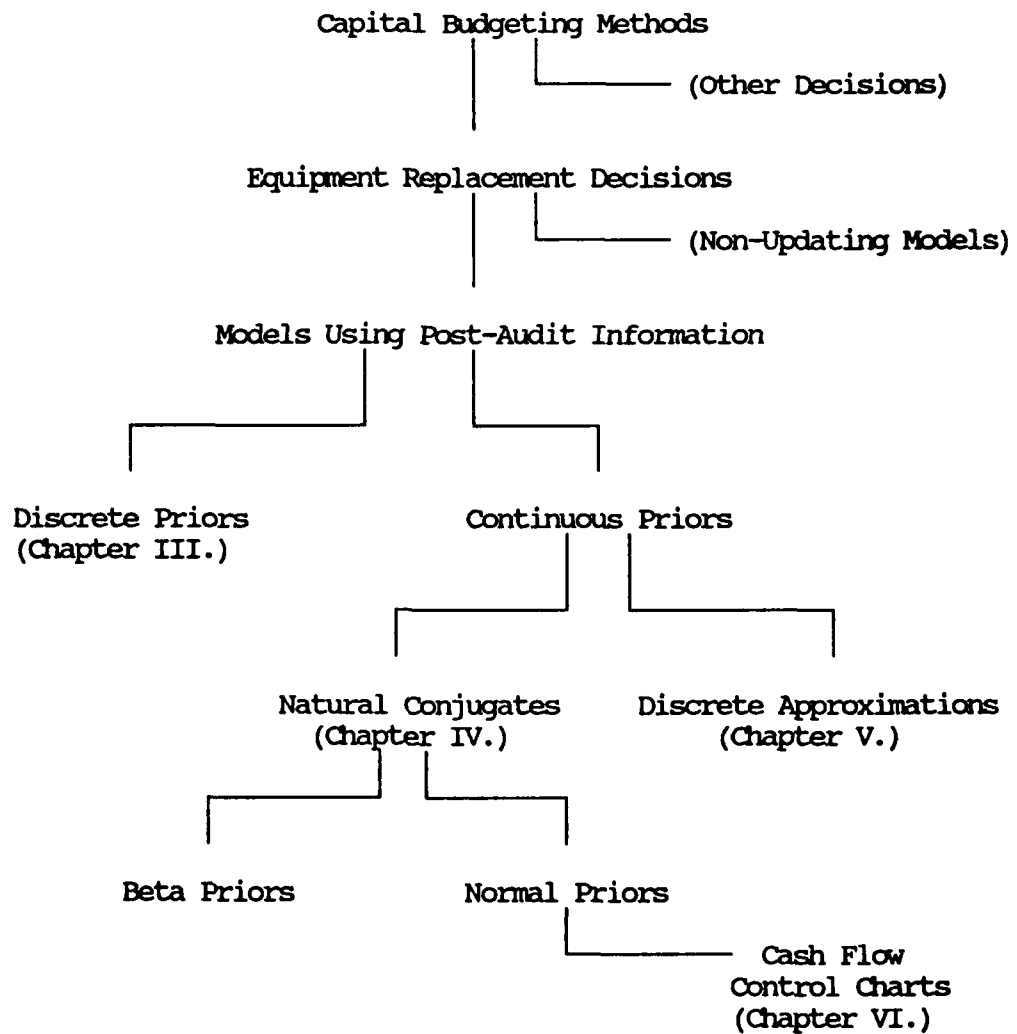 Capital Budgeting Methods
(Other Decisions)
Equipment Replacement Decisions
(Non-Updating Models)
Models Using Post-Audit Information
Discrete Priors
(Chapter III.)
Continuous Priors
Natural Conjugates
(Chapter IV.)
Discrete Approximations
(Chapter V.)
Beta Priors
Normal Priors
Cash Flow
Control Charts
(Chapter VI.)